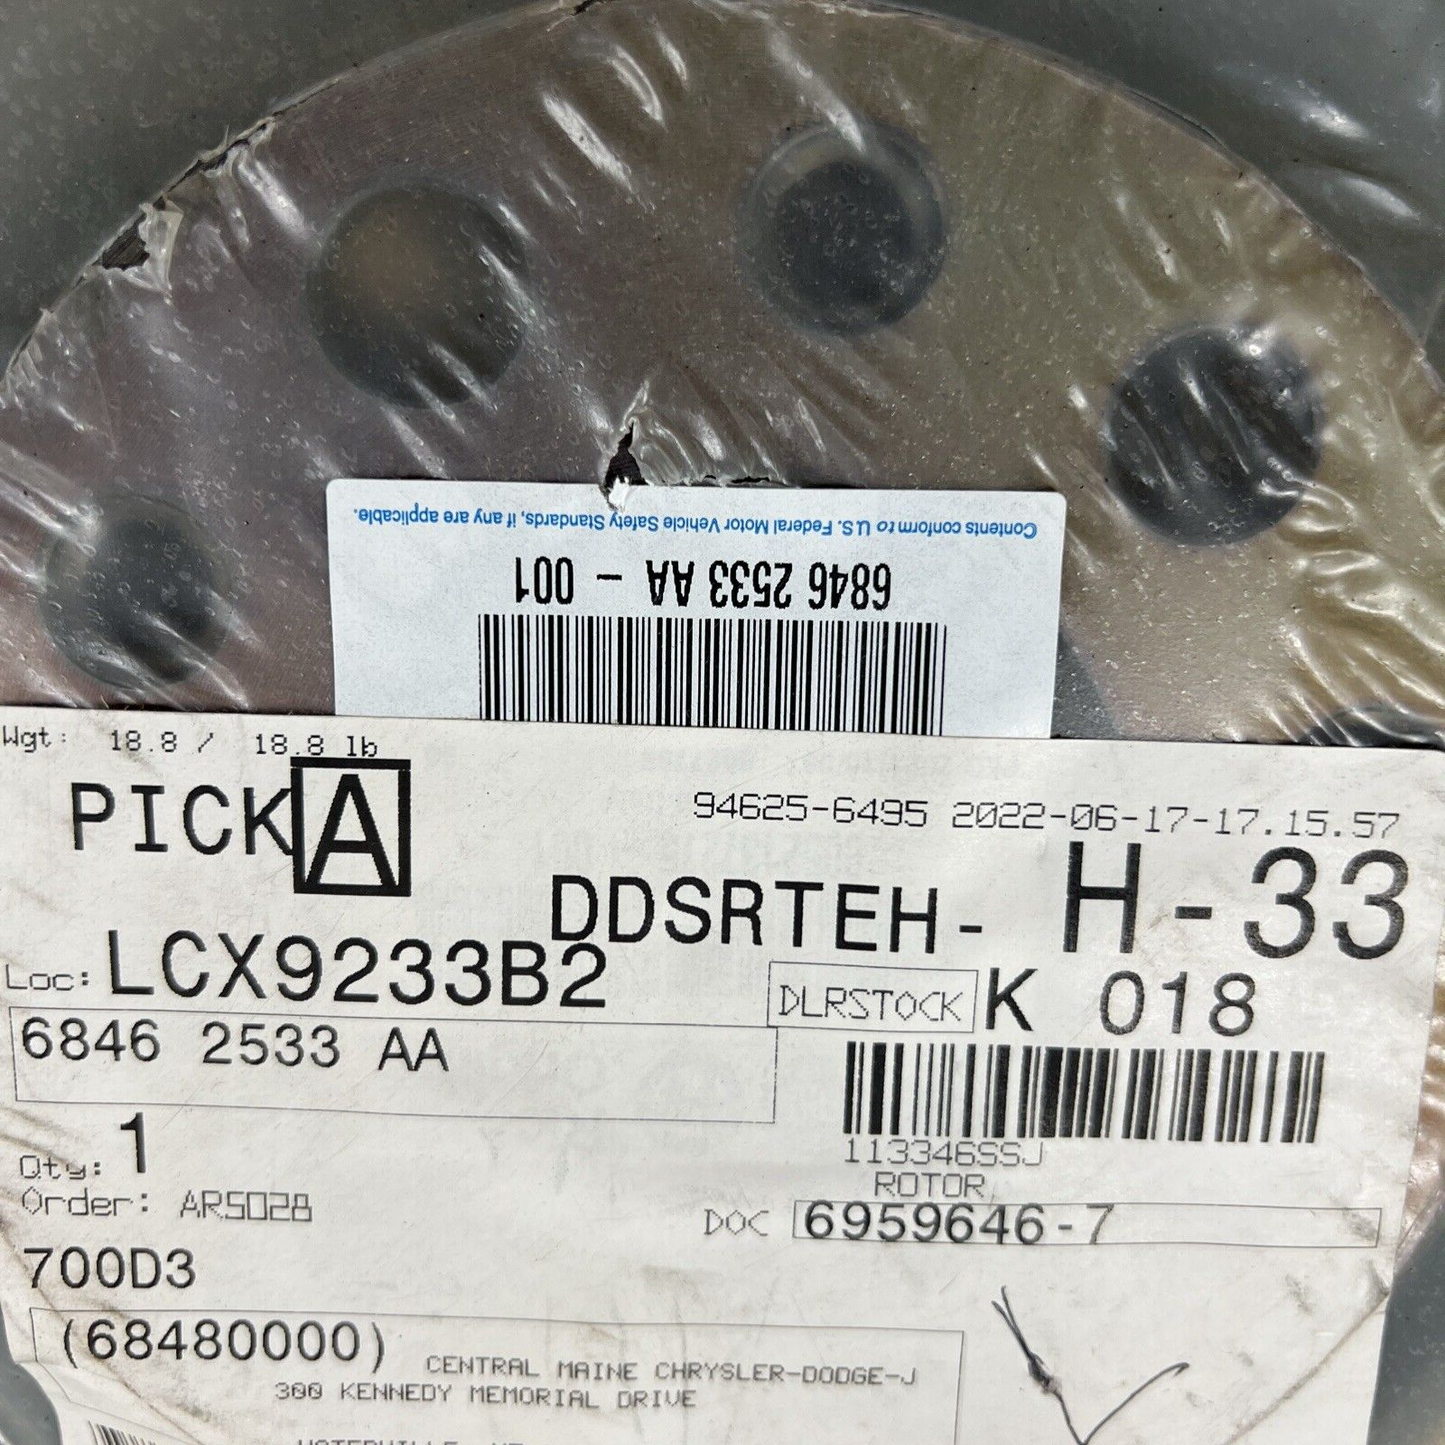 Contents conform to U.S. Federal Motor Vehicle Safety Standards, if any are applicable.
6846 2533 AA - 001
Wgt: 18.8 / 18.8 lb
PICK A
94625-6495 2022-06-17-17.15.57
DDSRTEH- H-33
Loc: LCX9233B2
DLRSTOCK K 018
6846 2533 AA
113346SSJ
ROTOR
Qty: 1
Order: ARS028
DOC 6959646-7
700D3
(68480000)
CENTRAL MAINE CHRYSLER-DODGE-J
300 KENNEDY MEMORIAL DRIVE